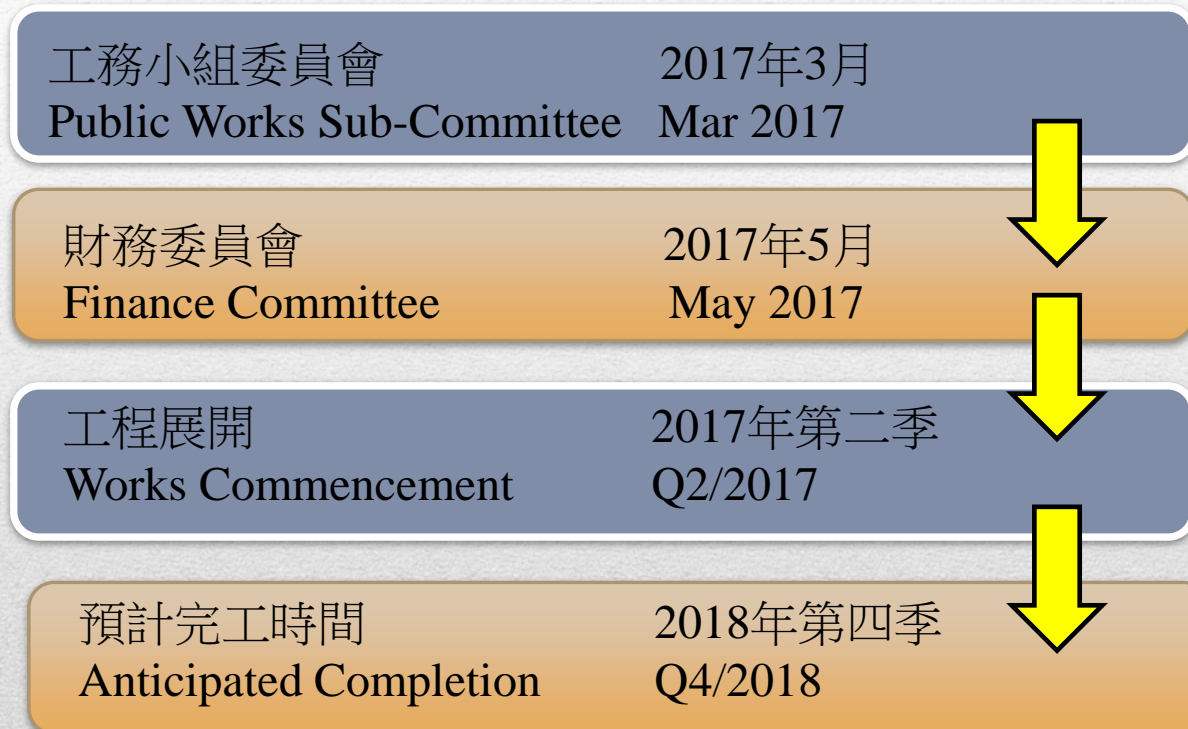 工務小組委員會 2017年3月
Public Works Sub-Committee Mar 2017
財務委員會 2017年5月
Finance Committee May 2017
工程展開 2017年第二季
Works Commencement Q2/2017
預計完工時間 2018年第四季
Anticipated Completion Q4/2018